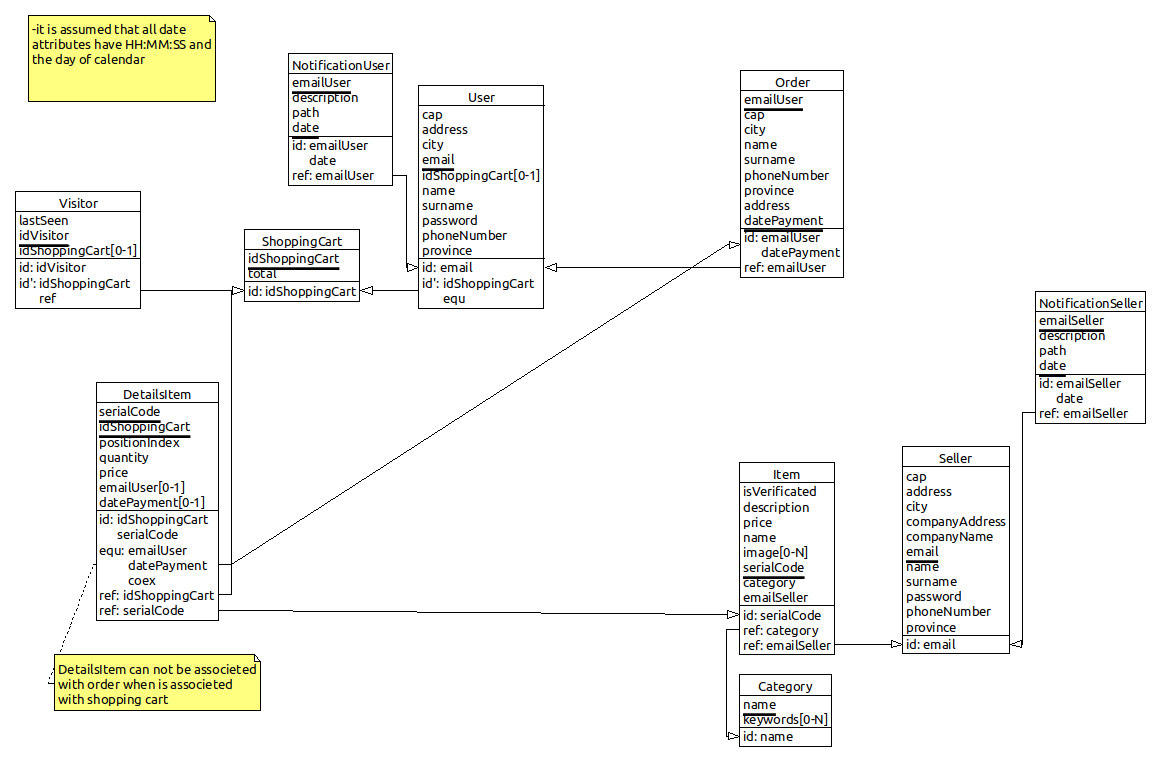 -it is assumed that all date
attributes have HH:MM:SS and
the day of calendar
NotificationUser
emailUser
description
path
date
id: emailUser
date
ref: emailUser
User
cap
address
city
email
idShoppingCart[0-1]
name
surname
password
phoneNumber
province
id: email
id': idShoppingCart
equ
Order
emailUser
cap
city
name
surname
phoneNumber
province
address
datePayment
id: emailUser
datePayment
ref: emailUser
Visitor
lastSeen
idVisitor
idShoppingCart[0-1]
id: idVisitor
id': idShoppingCart
ref
ShoppingCart
idShoppingCart
total
id: idShoppingCart
NotificationSeller
emailSeller
description
path
date
id: emailSeller
date
ref: emailSeller
DetailsItem
serialCode
idShoppingCart
positionIndex
quantity
price
emailUser[0-1]
datePayment[0-1]
id: idShoppingCart
serialCode
equ: emailUser
datePayment
coex
ref: idShoppingCart
ref: serialCode
Item
isVerificated
description
price
name
image[0-N]
serialCode
category
emailSeller
id: serialCode
ref: category
ref: emailSeller
Seller
cap
address
city
companyAddress
companyName
email
name
surname
password
phoneNumber
province
id: email
DetailsItem can not be associeted
with order when is associeted
with shopping cart
Category
name
keywords[0-N]
id: name